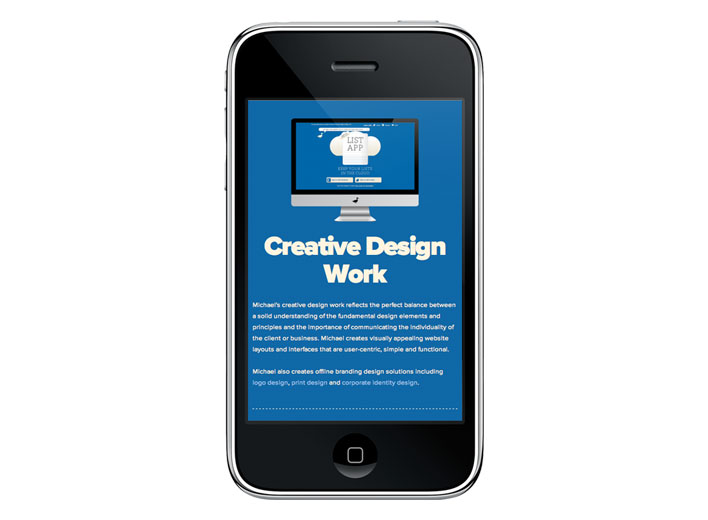 LIST
APP
KEEP YOUR LISTS
IN THE CLOUD
Creative Design
Work
Michael's creative design work reflects the perfect balance between
a solid understanding of the fundamental design elements and
principles and the importance of communicating the individuality of
the client or business. Michael creates visually appealing website
layouts and interfaces that are user-centric, simple and functional.
Michael also creates offline branding design solutions including
logo design, print design and corporate identity design.